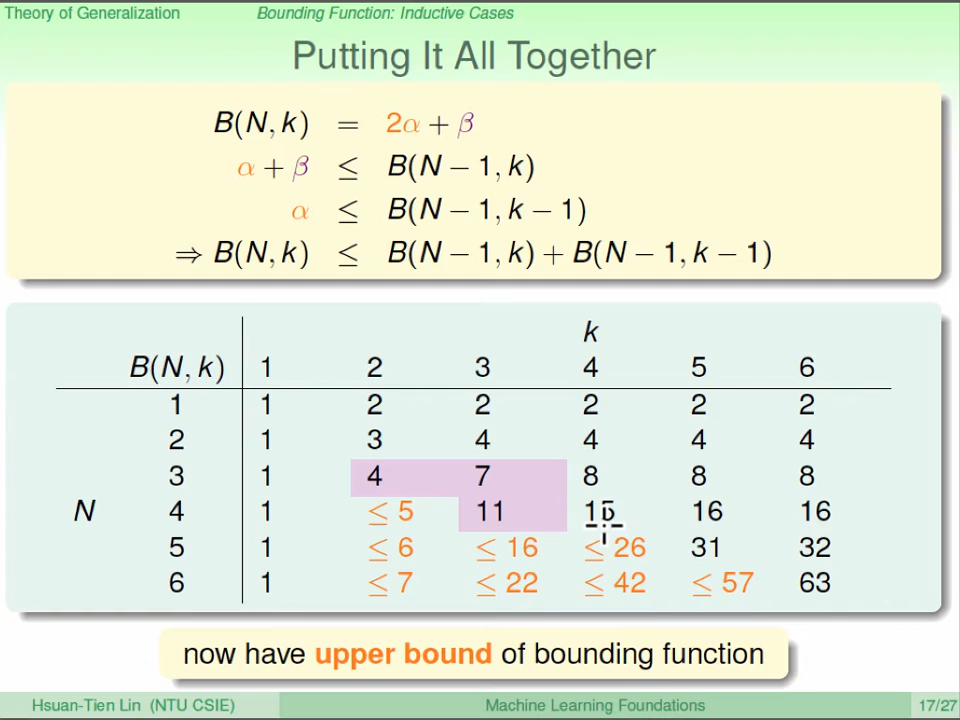 Theory of Generalization Bounding Function: Inductive Cases
Putting It All Together
B(N, k) = 2α + β
α + β ≤ B(N − 1, k)
α ≤ B(N − 1, k − 1)
⇒ B(N, k) ≤ B(N − 1, k) + B(N − 1, k − 1)
k
B(N, k) 1 2 3 4 5 6
1 1 2 2 2 2 2
2 1 3 4 4 4 4
3 1 4 7 8 8 8
N 4 1 ≤ 5 11 15 16 16
5 1 ≤ 6 ≤ 16 ≤ 26 31 32
6 1 ≤ 7 ≤ 22 ≤ 42 ≤ 57 63
now have upper bound of bounding function
Hsuan-Tien Lin (NTU CSIE) Machine Learning Foundations 17/27